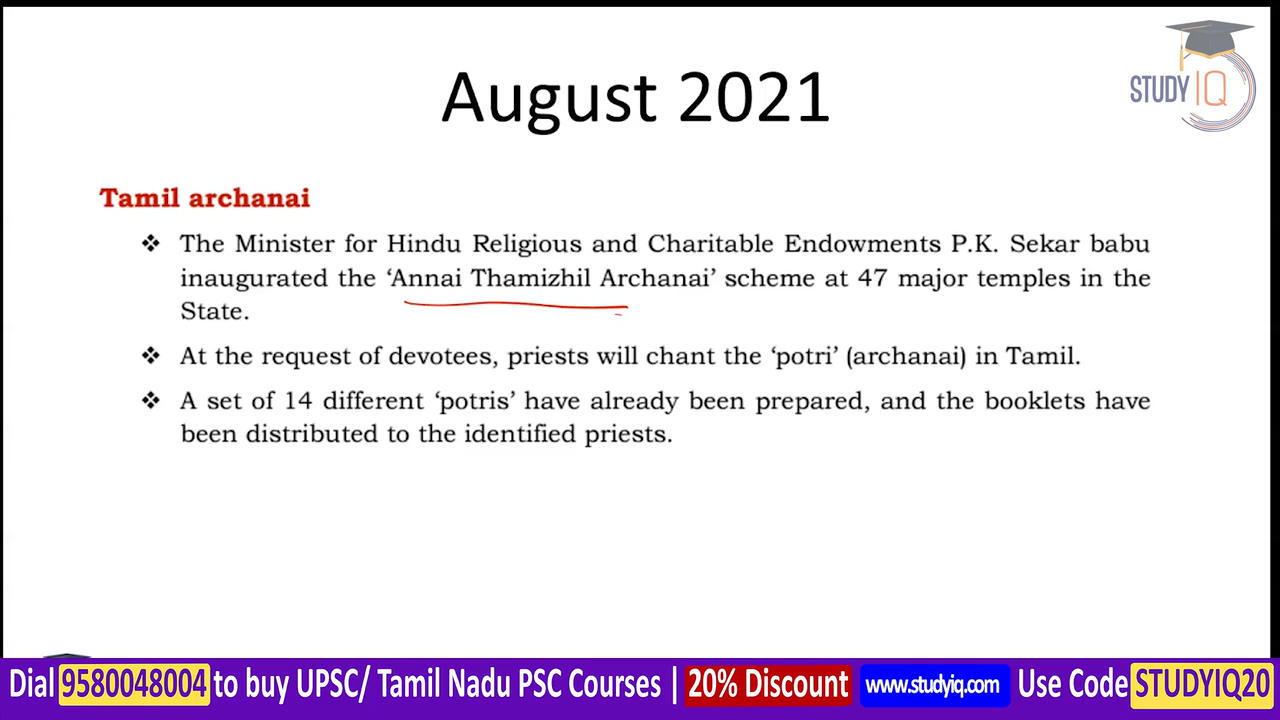 STUDY IQ
August 2021
Tamil archanai
❖ The Minister for Hindu Religious and Charitable Endowments P.K. Sekar babu
inaugurated the ‘Annai Thamizhil Archanai’ scheme at 47 major temples in the
State.
❖ At the request of devotees, priests will chant the ‘potri’ (archanai) in Tamil.
❖ A set of 14 different ‘potris’ have already been prepared, and the booklets have
been distributed to the identified priests.
Dial 9580048004 to buy UPSC/ Tamil Nadu PSC Courses | 20% Discount www.studyiq.com Use Code STUDYIQ20